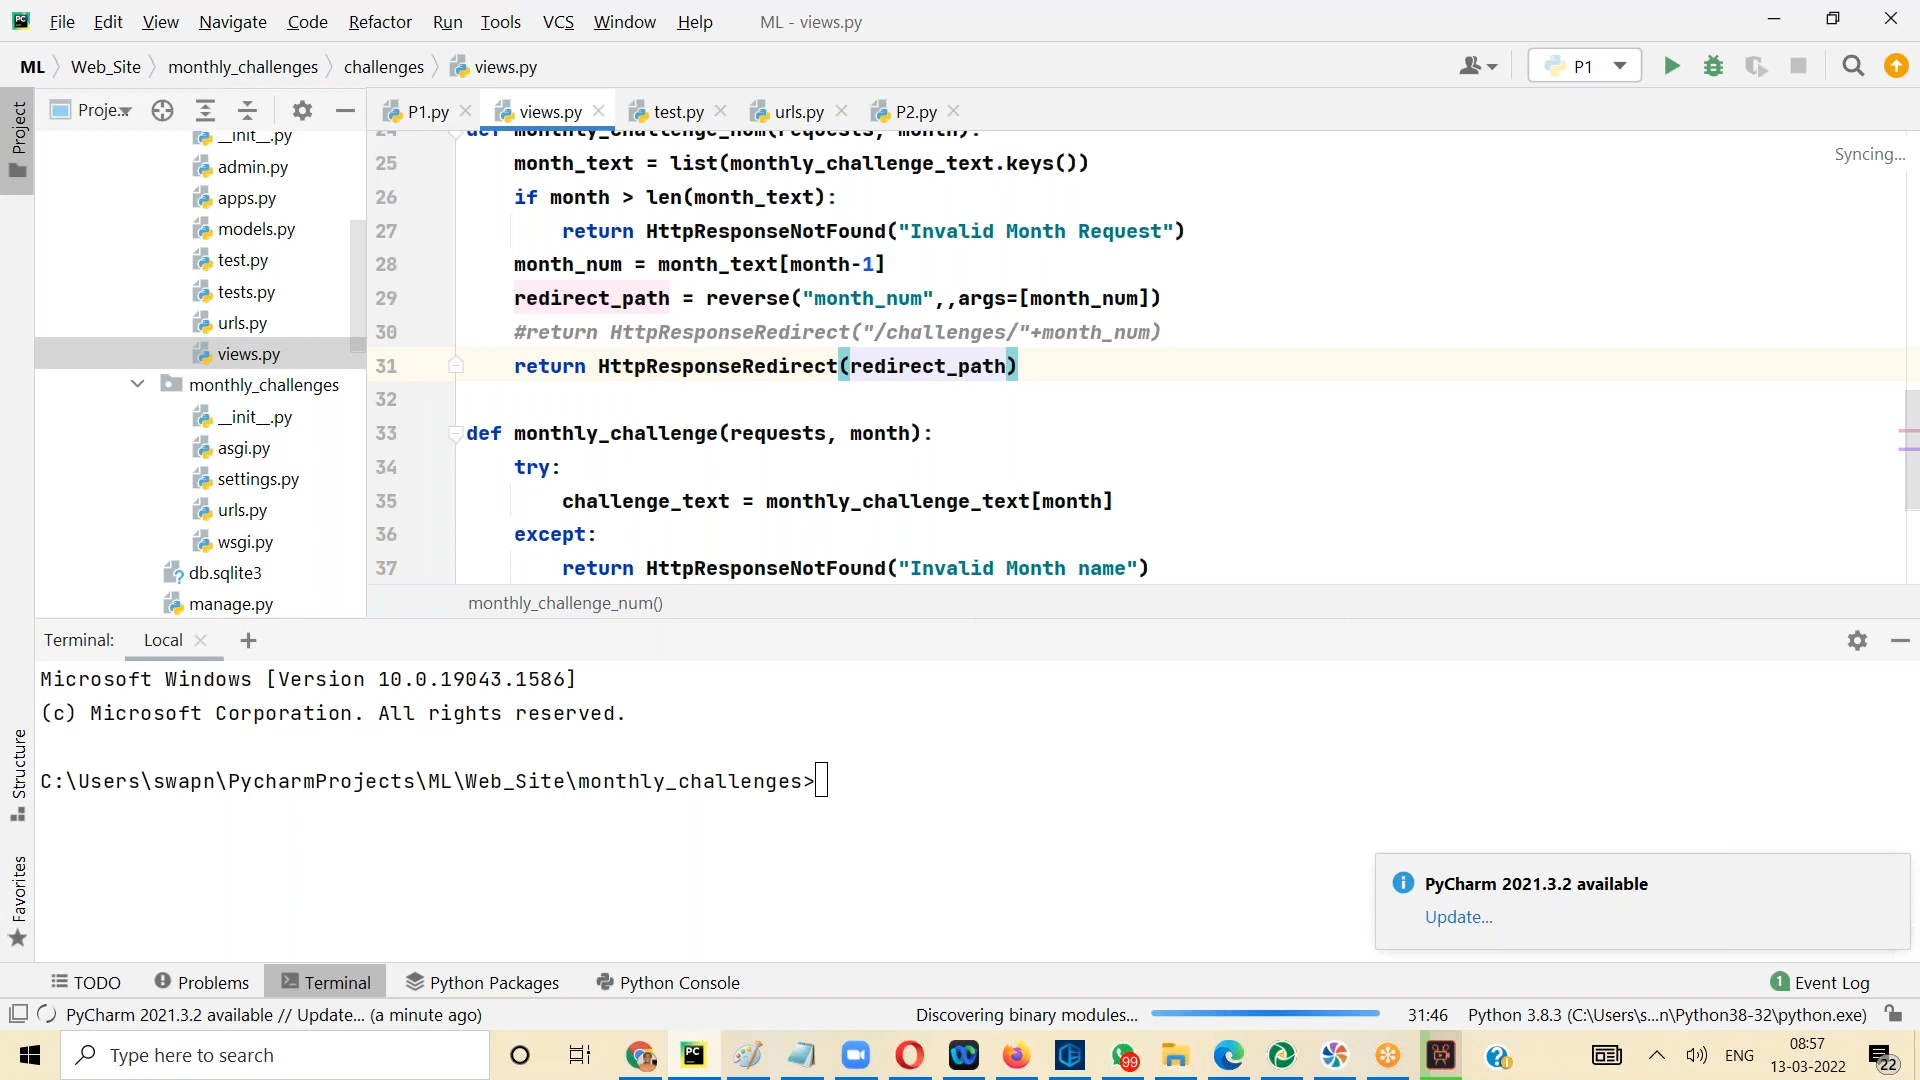 File Edit View Navigate Code Refactor Run Tools VCS Window Help ML - views.py
ML Web_Site monthly_challenges challenges views.py P1
Project
Proje... P1.py views.py test.py urls.py P2.py
__init__.py
admin.py
apps.py
models.py
test.py
tests.py
urls.py
views.py
monthly_challenges
__init__.py
asgi.py
settings.py
urls.py
wsgi.py
db.sqlite3
manage.py
Syncing...
24 def monthly_challenge_num(requests, month):
25 month_text = list(monthly_challenge_text.keys())
26 if month > len(month_text):
27 return HttpResponseNotFound("Invalid Month Request")
28 month_num = month_text[month-1]
29 redirect_path = reverse("month_num",,args=[month_num])
30 #return HttpResponseRedirect("/challenges/"+month_num)
31 return HttpResponseRedirect(redirect_path)
32
33 def monthly_challenge(requests, month):
34 try:
35 challenge_text = monthly_challenge_text[month]
36 except:
37 return HttpResponseNotFound("Invalid Month name")
monthly_challenge_num()
Terminal: Local
Microsoft Windows [Version 10.0.19043.1586]
(c) Microsoft Corporation. All rights reserved.
C:\Users\swapn\PycharmProjects\ML\Web_Site\monthly_challenges>
Structure
Favorites
PyCharm 2021.3.2 available
Update...
TODO Problems Terminal Python Packages Python Console 1 Event Log
PyCharm 2021.3.2 available // Update... (a minute ago) Discovering binary modules... 31:46 Python 3.8.3 (C:\Users\s...n\Python38-32\python.exe)
Type here to search PC 99 ENG 08:57
13-03-2022 22